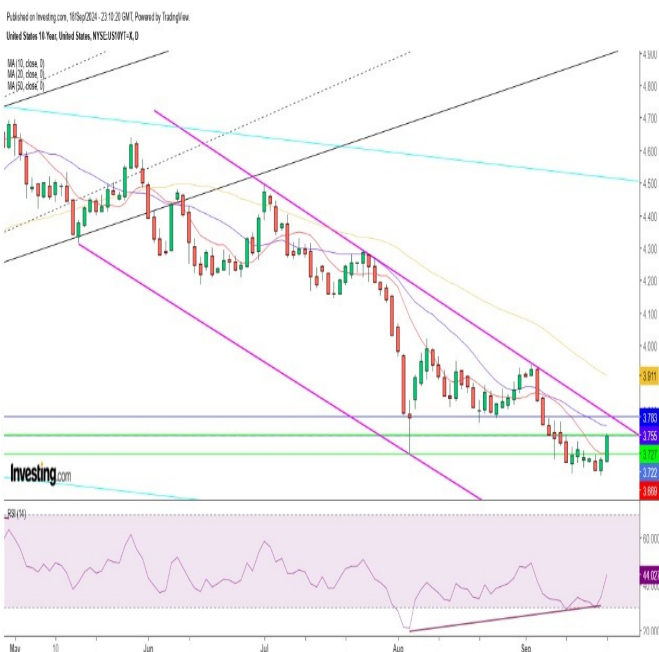 Published on Investing.com, 18/Sep/2024 - 23:10:20 GMT, Powered by TradingView.
United States 10-Year, United States, NYSE:US10YT=X, D
MA (10, close, 0)
MA (20, close, 0)
MA (50, close, 0)
4.900
4.800
4.700
4.600
4.500
4.400
4.300
4.200
4.100
4.000
3.911
3.783
3.755
3.727
3.722
3.669
Investing.com
RSI (14)
60.000
44.027
20.000
May
10
Jun
Jul
Aug
Sep